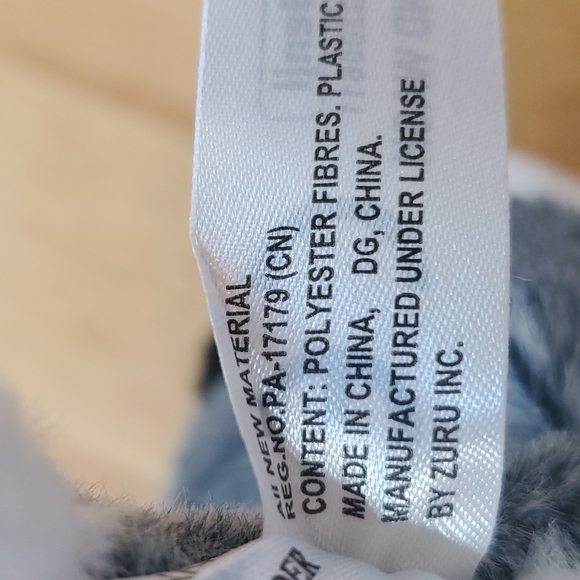 All NEW MATERIAL
REG.NO.PA-17179 (CN)
CONTENT: POLYESTER FIBRES. PLASTIC
MADE IN CHINA, DG, CHINA.
MANUFACTURED UNDER LICENSE
BY ZURU INC.